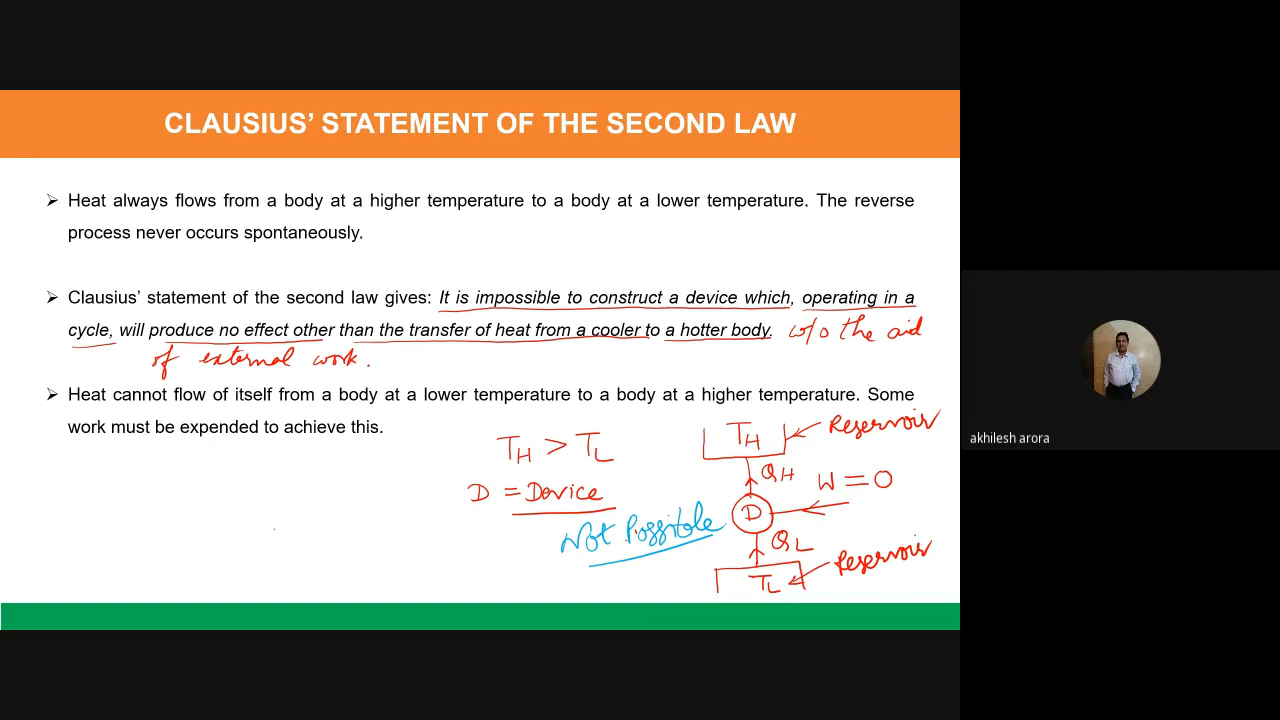 CLAUSIUS’ STATEMENT OF THE SECOND LAW
Heat always flows from a body at a higher temperature to a body at a lower temperature. The reverse
process never occurs spontaneously.
Clausius’ statement of the second law gives: It is impossible to construct a device which, operating in a
cycle, will produce no effect other than the transfer of heat from a cooler to a hotter body. w/o the aid
of external work.
Heat cannot flow of itself from a body at a lower temperature to a body at a higher temperature. Some
work must be expended to achieve this.
TH > TL
D = Device
Not Possible
TH
Reservoir
QH
W = 0
D
QL
Reservoir
TL
akhilesh arora